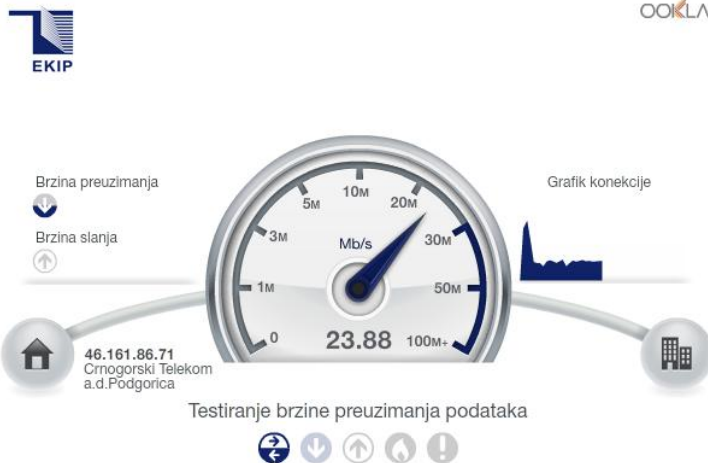 EKIP
OOKLA
Brzina preuzimanja
Brzina slanja
Grafik konekcije
0
1M
3M
5M
10M
20M
30M
50M
100M+
Mb/s
23.88
46.161.86.71
Crnogorski Telekom
a.d.Podgorica
Testiranje brzine preuzimanja podataka